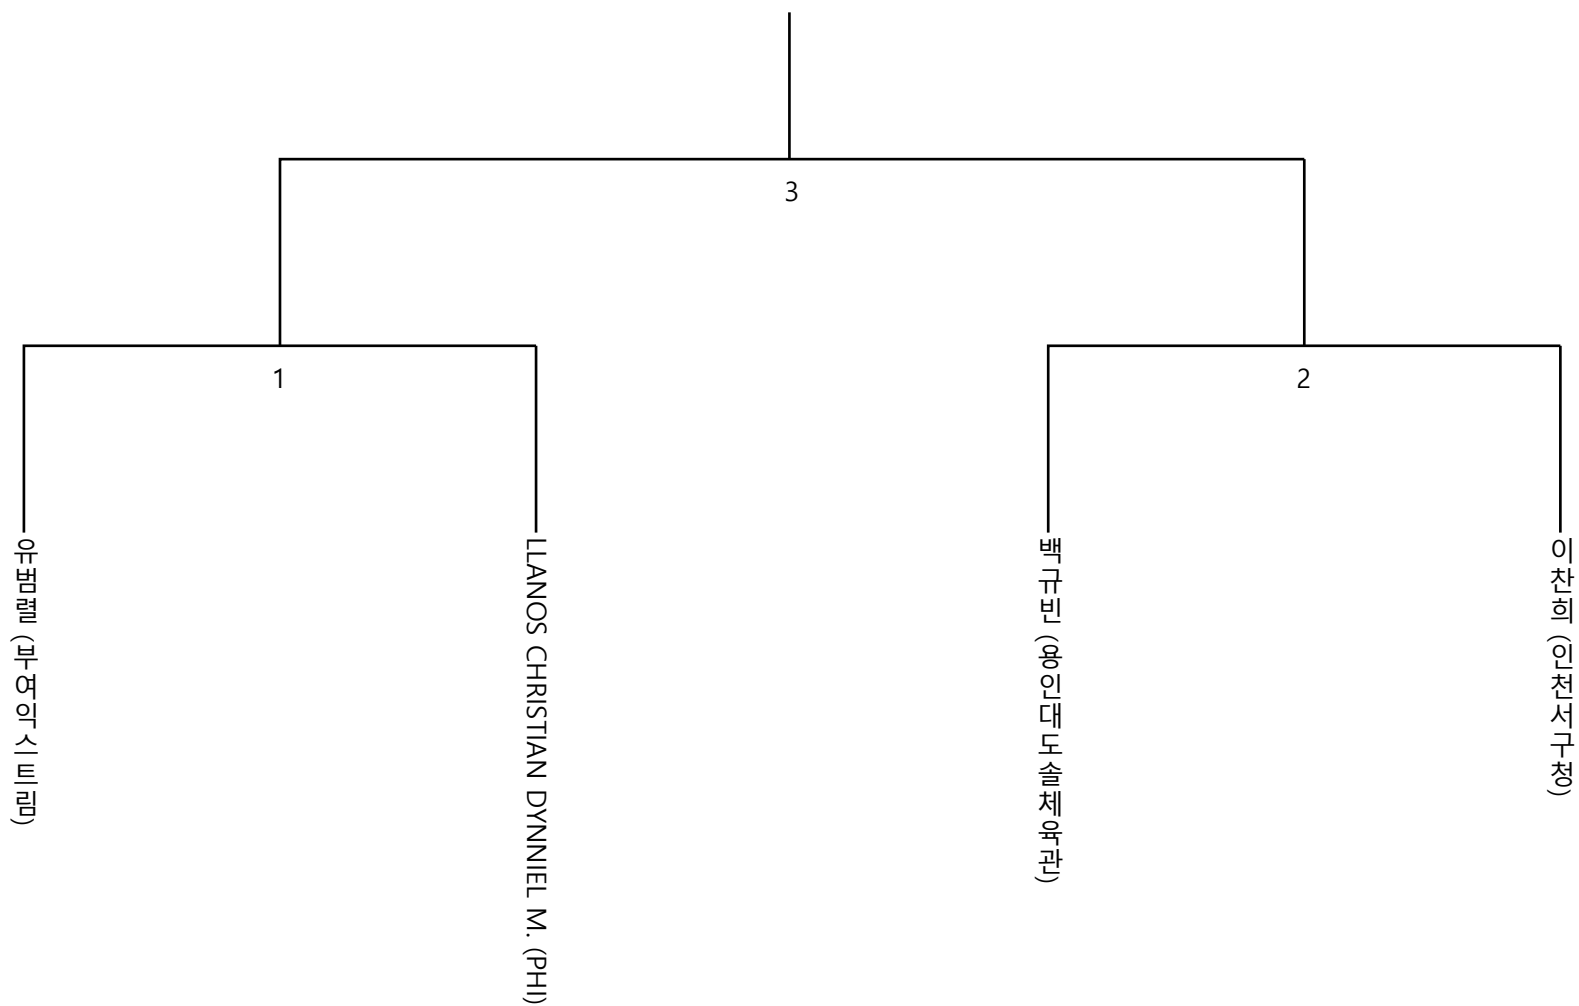 3
1
2
유범렬 (부여익스트림)
LLANOS CHRISTIAN DYNNIEL M. (PHI)
백규빈 (용인대도솔체육관)
이찬희 (인천서구청)